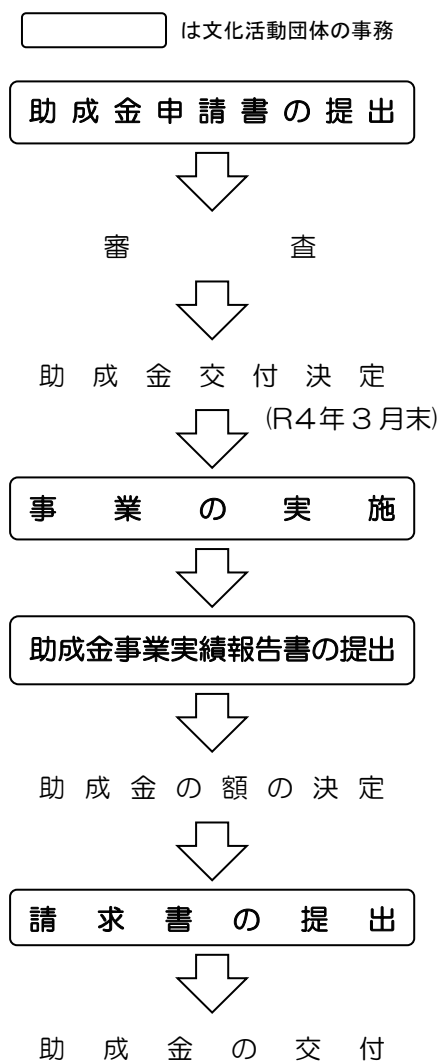 は文化活動団体の事務
助成金申請書の提出
審査
助成金交付決定
(R4年3月末)
事業の実施
助成金事業実績報告書の提出
助成金の額の決定
請求書の提出
助成金の交付